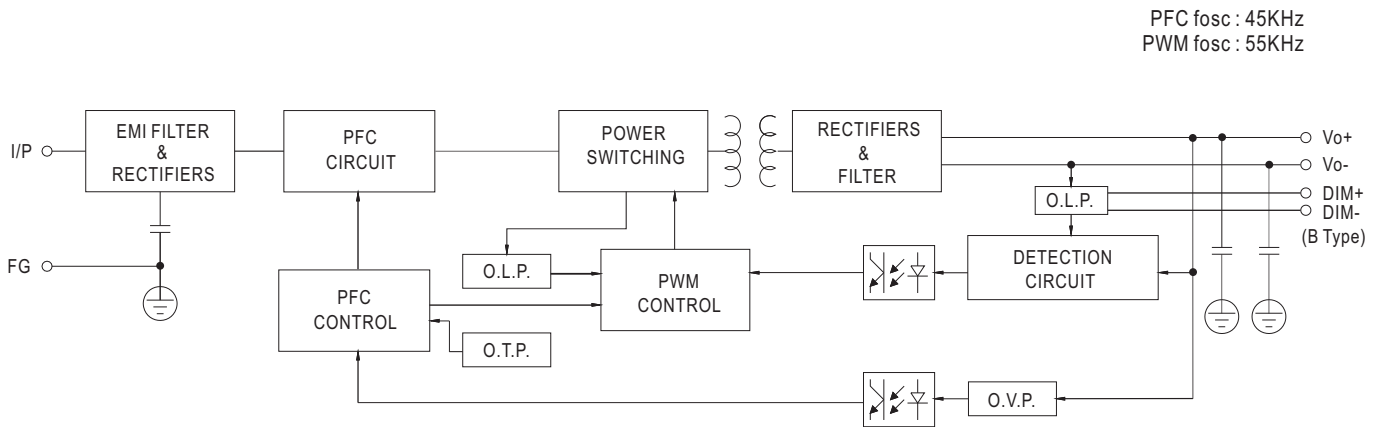 PFC fosc : 45KHz
PWM fosc : 55KHz
I/P
EMI FILTER
&
RECTIFIERS
PFC
CIRCUIT
POWER
SWITCHING
RECTIFIERS
&
FILTER
Vo+
Vo-
DIM+
DIM-
(B Type)
O.L.P.
FG
O.L.P.
PWM
CONTROL
DETECTION
CIRCUIT
PFC
CONTROL
O.T.P.
O.V.P.